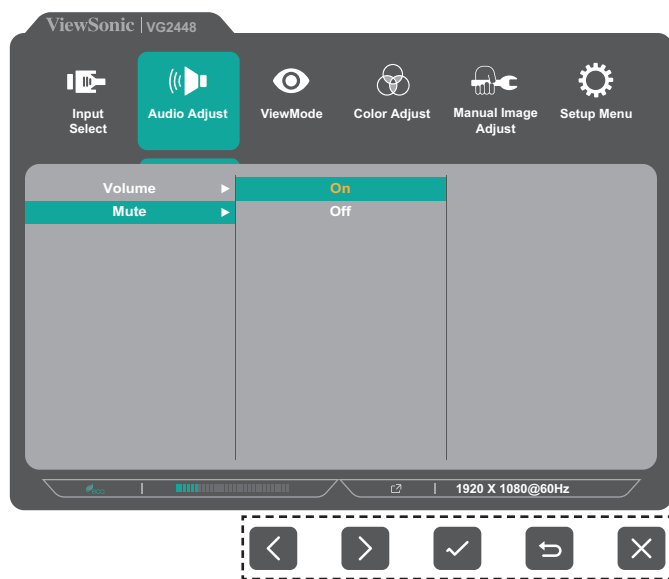 ViewSonic | VG2448
Input
Select
Audio Adjust
ViewMode
Color Adjust
Manual Image
Adjust
Setup Menu
Volume
On
Mute
Off
eco
1920 X 1080@60Hz